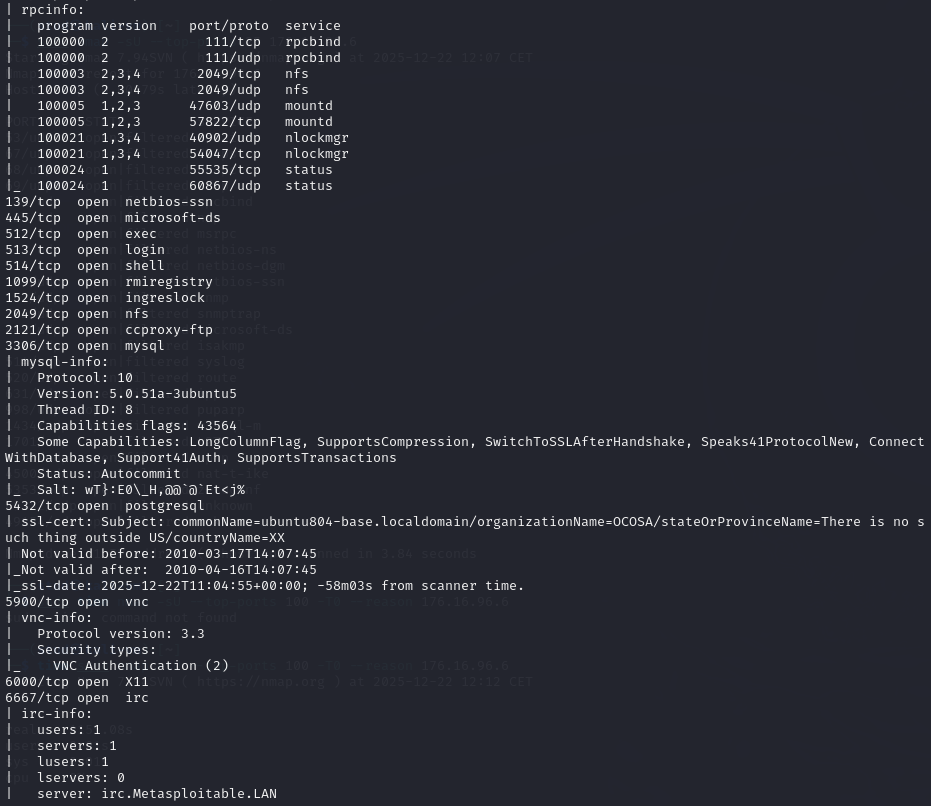 | rpcinfo:
|   program version    port/proto  service
|   100000  2            111/tcp   rpcbind
|   100000  2            111/udp   rpcbind
|   100003  2,3,4       2049/tcp   nfs
|   100003  2,3,4       2049/udp   nfs
|   100005  1,2,3      47603/udp   mountd
|   100005  1,2,3      57822/tcp   mountd
|   100021  1,3,4      40902/udp   nlockmgr
|   100021  1,3,4      54047/tcp   nlockmgr
|   100024  1          55535/tcp   status
|_  100024  1          60867/udp   status
139/tcp  open  netbios-ssn
445/tcp  open  microsoft-ds
512/tcp  open  exec
513/tcp  open  login
514/tcp  open  shell
1099/tcp open  rmiregistry
1524/tcp open  ingreslock
2049/tcp open  nfs
2121/tcp open  ccproxy-ftp
3306/tcp open  mysql
| mysql-info:
|   Protocol: 10
|   Version: 5.0.51a-3ubuntu5
|   Thread ID: 8
|   Capabilities flags: 43564
|   Some Capabilities: LongColumnFlag, SupportsCompression, SwitchToSSLAfterHandshake, Speaks41ProtocolNew, Connect
WithDatabase, Support41Auth, SupportsTransactions
|   Status: Autocommit
|_  Salt: wT}:E0\_H,@@`@`Et<j%
5432/tcp open  postgresql
| ssl-cert: Subject: commonName=ubuntu804-base.localdomain/organizationName=OCOSA/stateOrProvinceName=There is no s
uch thing outside US/countryName=XX
| Not valid before: 2010-03-17T14:07:45
|_Not valid after:  2010-04-16T14:07:45
|_ssl-date: 2025-12-22T11:04:55+00:00; -58m03s from scanner time.
5900/tcp open  vnc
| vnc-info:
|   Protocol version: 3.3
|   Security types:
|_    VNC Authentication (2)
6000/tcp open  X11
6667/tcp open  irc
| irc-info:
|   users: 1
|   servers: 1
|   lusers: 1
|   lservers: 0
|   server: irc.Metasploitable.LAN